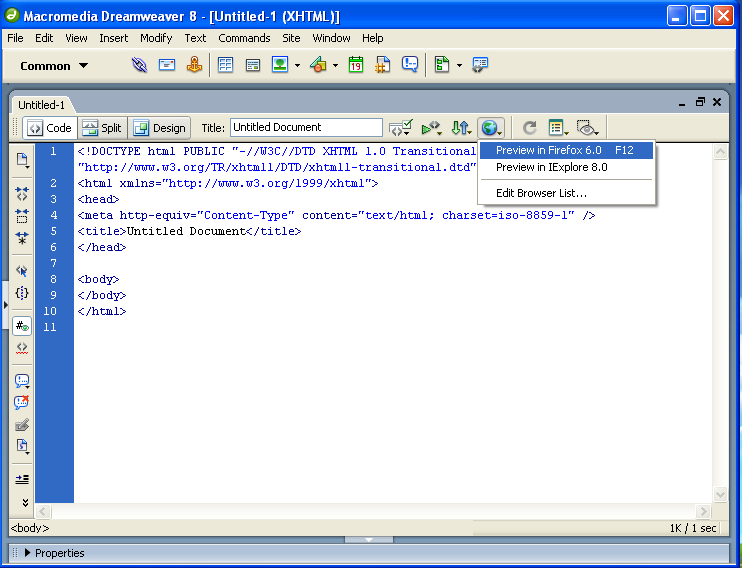 Macromedia Dreamweaver 8 - [Untitled-1 (XHTML)]
File Edit View Insert Modify Text Commands Site Window Help
Common
19
Untitled-1
Code Split Design Title: Untitled Document
1 <!DOCTYPE html PUBLIC "-//W3C//DTD XHTML 1.0 Transitional
"http://www.w3.org/TR/xhtml1/DTD/xhtml1-transitional.dtd"
2 <html xmlns="http://www.w3.org/1999/xhtml">
3 <head>
4 <meta http-equiv="Content-Type" content="text/html; charset=iso-8859-1" />
5 <title>Untitled Document</title>
6 </head>
7
8 <body>
9 </body>
10 </html>
11
Preview in Firefox 6.0 F12
Preview in IExplore 8.0
Edit Browser List...
<body> 1K / 1 sec
Properties